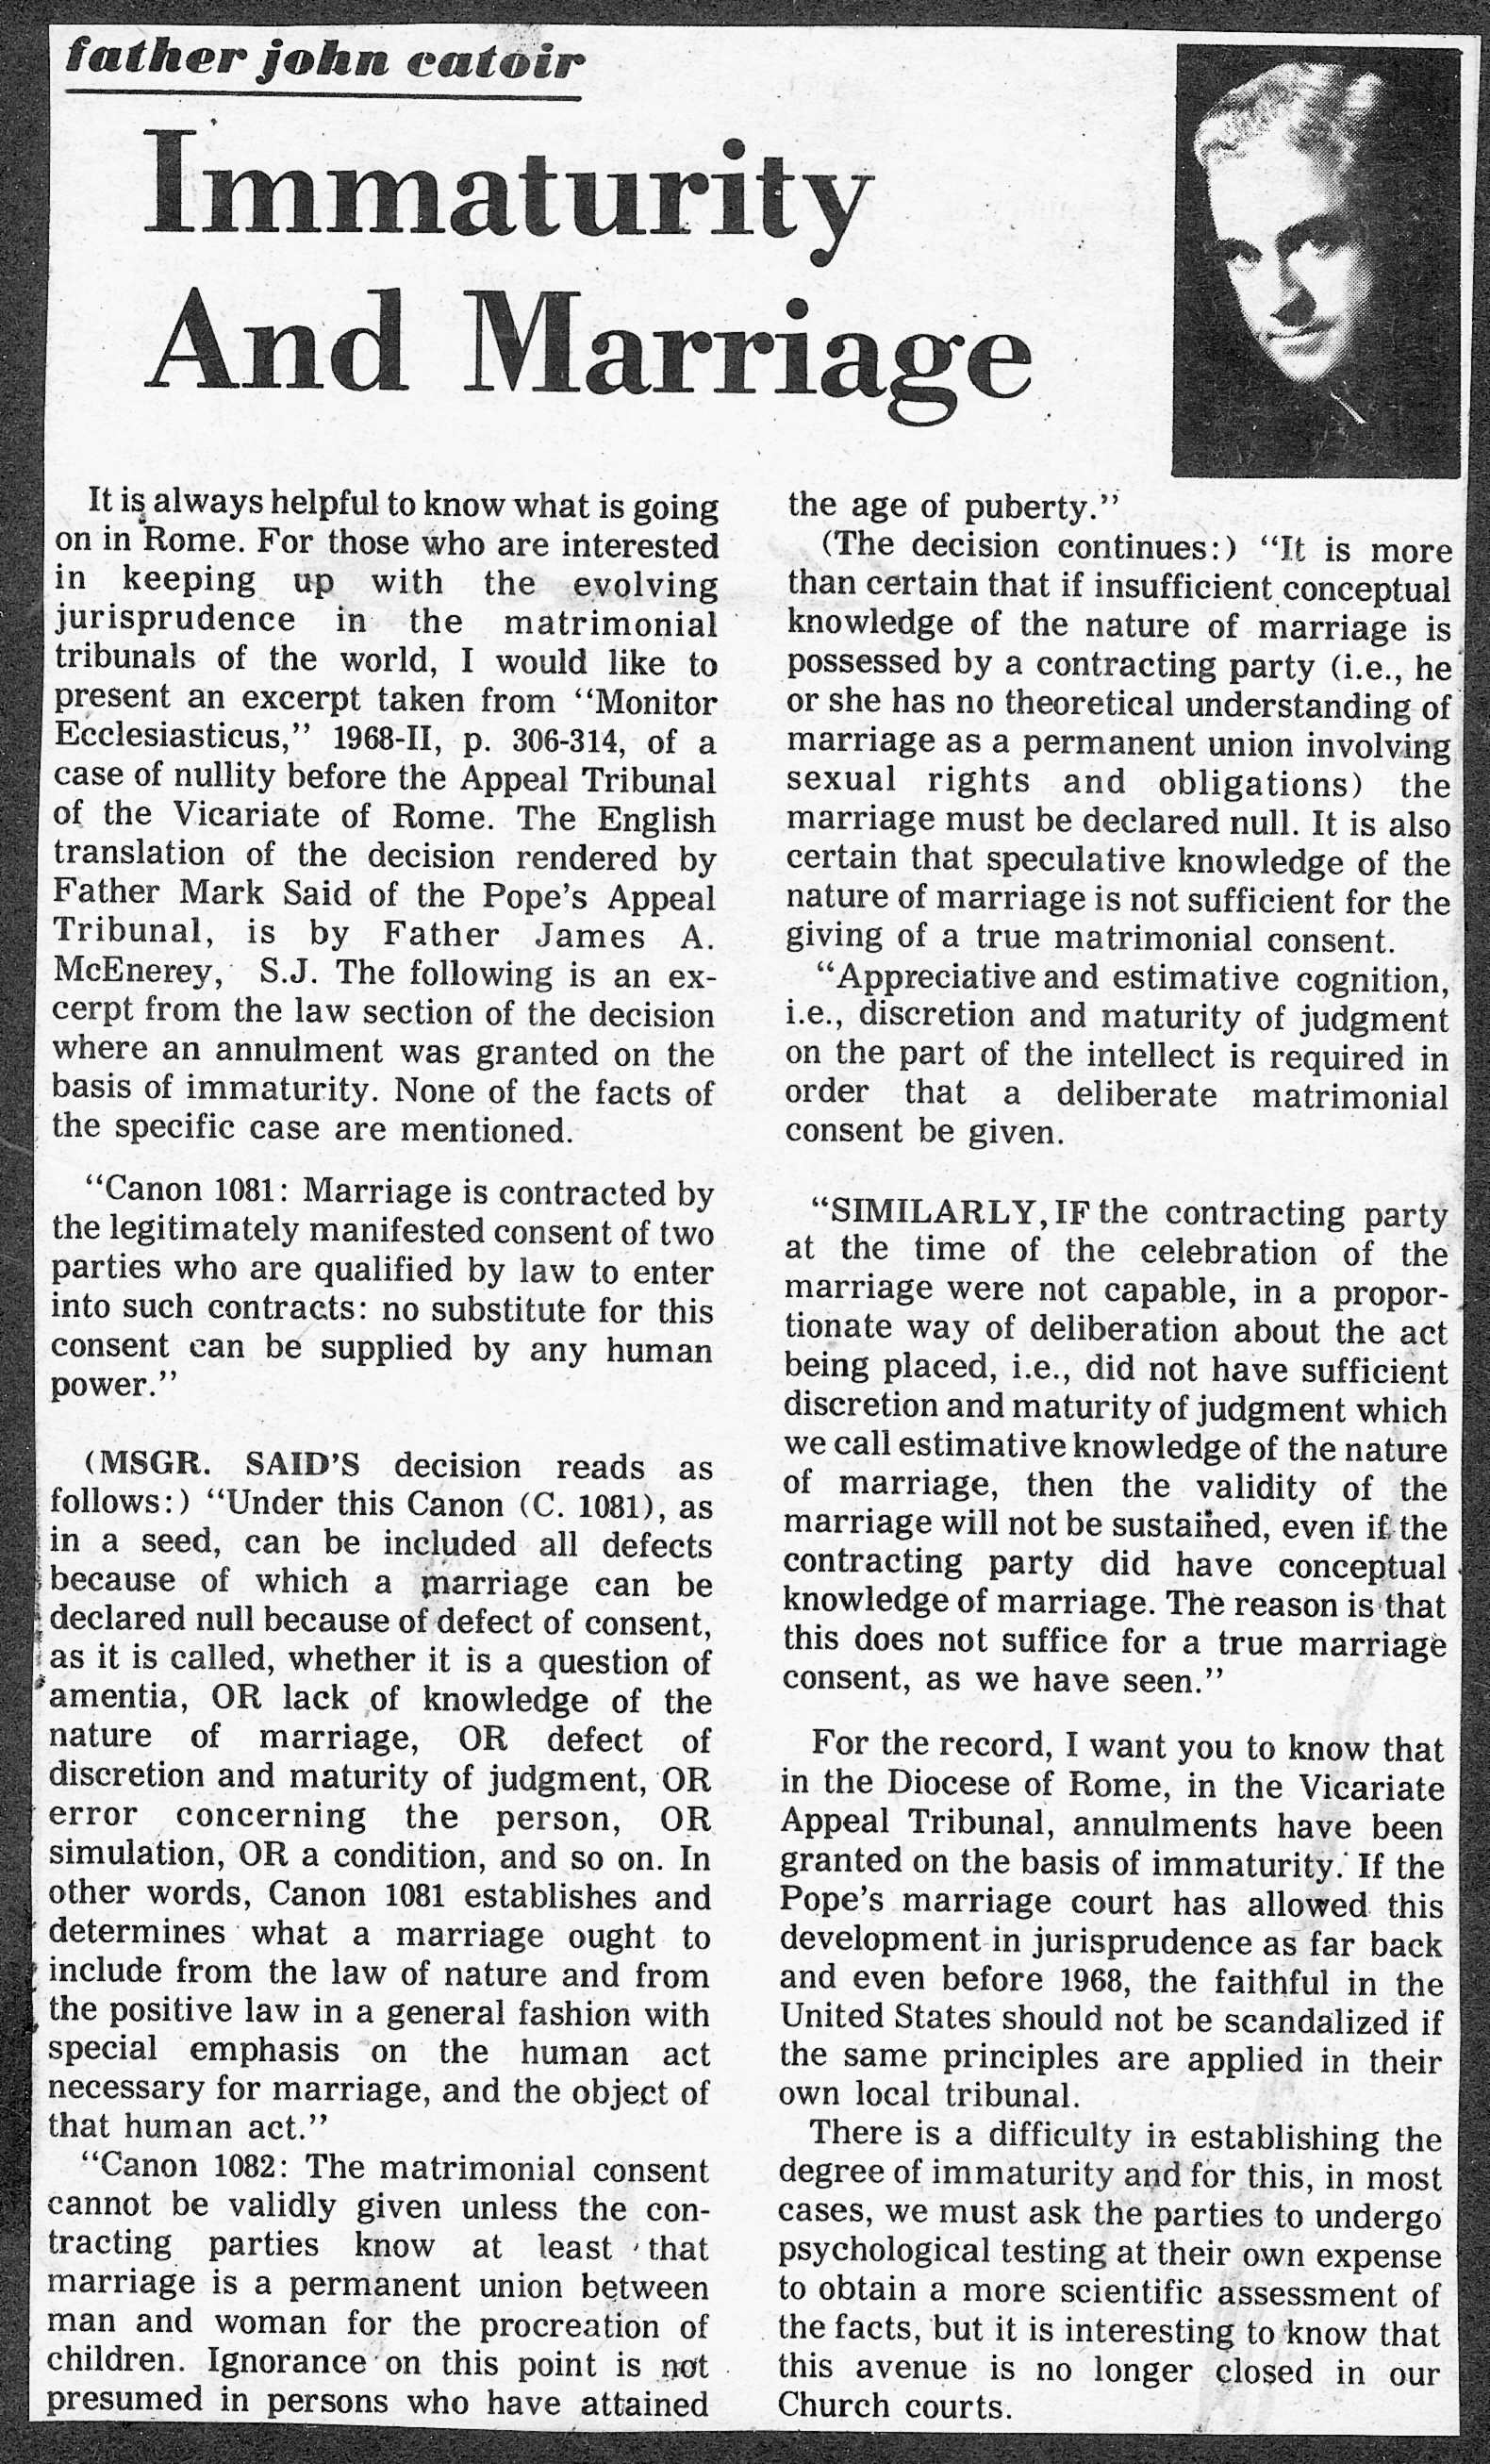 father john catoir
Immaturity
And Marriage
It is always helpful to know what is going
on in Rome. For those who are interested
in keeping up with the evolving
jurisprudence in the matrimonial
tribunals of the world, I would like to
present an excerpt taken from “Monitor
Ecclesiasticus,” 1968-II, p. 306-314, of a
case of nullity before the Appeal Tribunal
of the Vicariate of Rome. The English
translation of the decision rendered by
Father Mark Said of the Pope’s Appeal
Tribunal, is by Father James A.
McEnerey, S.J. The following is an ex-
cerpt from the law section of the decision
where an annulment was granted on the
basis of immaturity. None of the facts of
the specific case are mentioned.
“Canon 1081: Marriage is contracted by
the legitimately manifested consent of two
parties who are qualified by law to enter
into such contracts: no substitute for this
consent can be supplied by any human
power.”
(MSGR. SAID’S decision reads as
follows:) “Under this Canon (C. 1081), as
in a seed, can be included all defects
because of which a marriage can be
declared null because of defect of consent,
as it is called, whether it is a question of
amentia, OR lack of knowledge of the
nature of marriage, OR defect of
discretion and maturity of judgment, OR
error concerning the person, OR
simulation, OR a condition, and so on. In
other words, Canon 1081 establishes and
determines what a marriage ought to
include from the law of nature and from
the positive law in a general fashion with
special emphasis on the human act
necessary for marriage, and the object of
that human act.”
“Canon 1082: The matrimonial consent
cannot be validly given unless the con-
tracting parties know at least that
marriage is a permanent union between
man and woman for the procreation of
children. Ignorance on this point is not
presumed in persons who have attained
the age of puberty.”
(The decision continues:) “It is more
than certain that if insufficient conceptual
knowledge of the nature of marriage is
possessed by a contracting party (i.e., he
or she has no theoretical understanding of
marriage as a permanent union involving
sexual rights and obligations) the
marriage must be declared null. It is also
certain that speculative knowledge of the
nature of marriage is not sufficient for the
giving of a true matrimonial consent.
“Appreciative and estimative cognition,
i.e., discretion and maturity of judgment
on the part of the intellect is required in
order that a deliberate matrimonial
consent be given.
“SIMILARLY, IF the contracting party
at the time of the celebration of the
marriage were not capable, in a propor-
tionate way of deliberation about the act
being placed, i.e., did not have sufficient
discretion and maturity of judgment which
we call estimative knowledge of the nature
of marriage, then the validity of the
marriage will not be sustained, even if the
contracting party did have conceptual
knowledge of marriage. The reason is that
this does not suffice for a true marriage
consent, as we have seen.”
For the record, I want you to know that
in the Diocese of Rome, in the Vicariate
Appeal Tribunal, annulments have been
granted on the basis of immaturity. If the
Pope’s marriage court has allowed this
development in jurisprudence as far back
and even before 1968, the faithful in the
United States should not be scandalized if
the same principles are applied in their
own local tribunal.
There is a difficulty in establishing the
degree of immaturity and for this, in most
cases, we must ask the parties to undergo
psychological testing at their own expense
to obtain a more scientific assessment of
the facts, but it is interesting to know that
this avenue is no longer closed in our
Church courts.